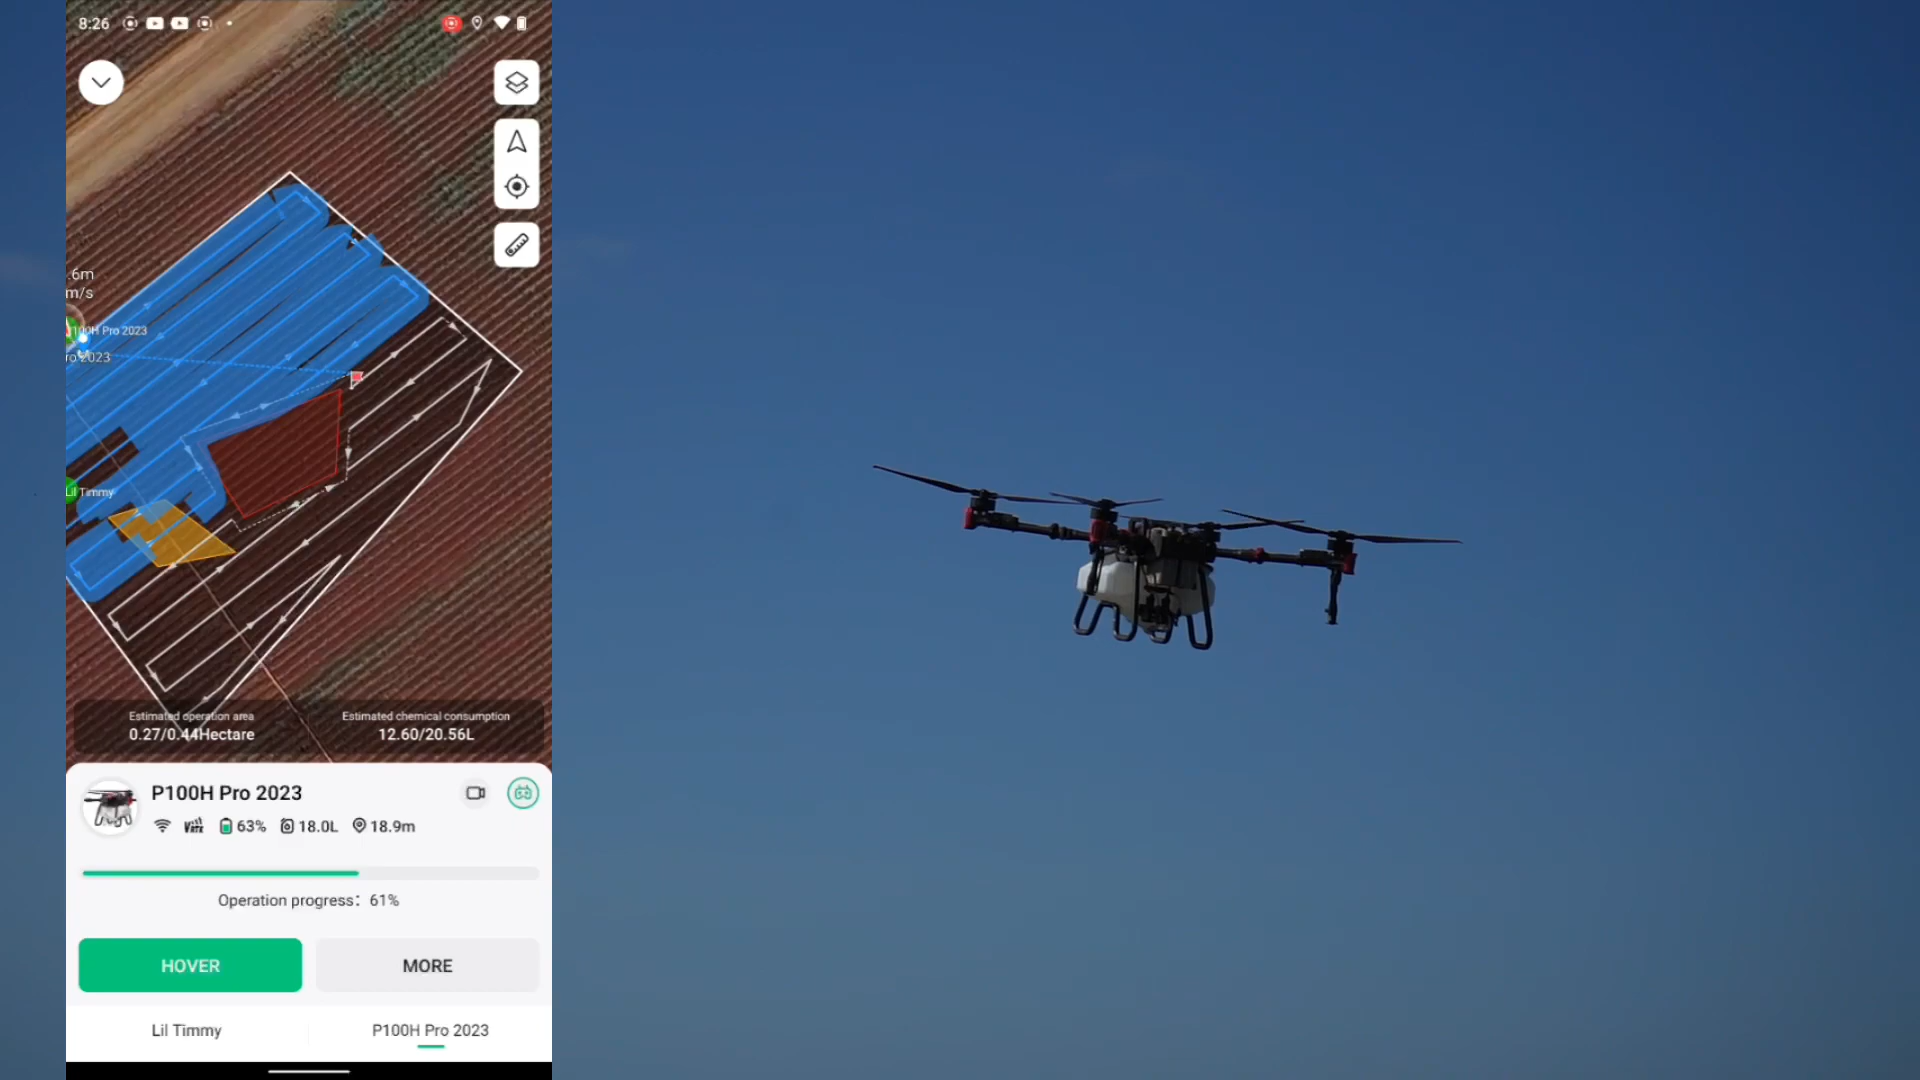 8:26
.6m
m/s
P100H Pro 2023
ro 2023
Lil Timmy
Estimated operation area
0.27/0.44Hectare
Estimated chemical consumption
12.60/20.56L
P100H Pro 2023
63%
18.0L
18.9m
Operation progress: 61%
HOVER
MORE
Lil Timmy
P100H Pro 2023